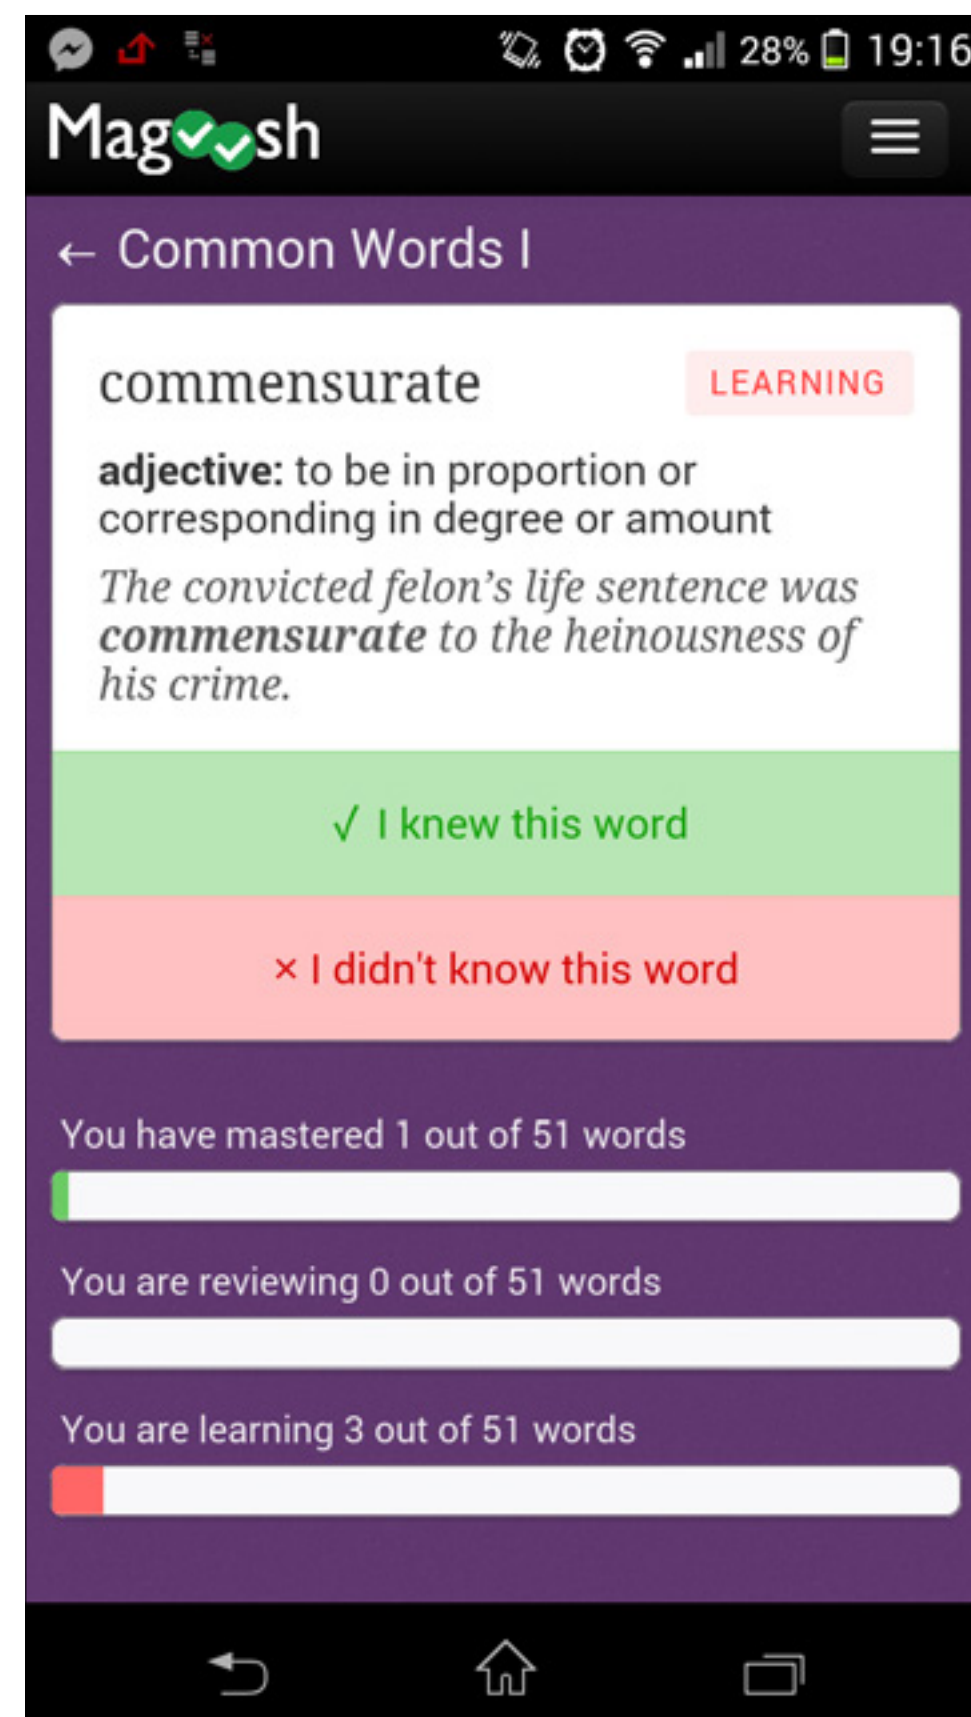 28% 19:16
Magoosh
← Common Words I
commensurate LEARNING
adjective: to be in proportion or
corresponding in degree or amount
The convicted felon’s life sentence was
commensurate to the heinousness of
his crime.
√ I knew this word
× I didn't know this word
You have mastered 1 out of 51 words
You are reviewing 0 out of 51 words
You are learning 3 out of 51 words